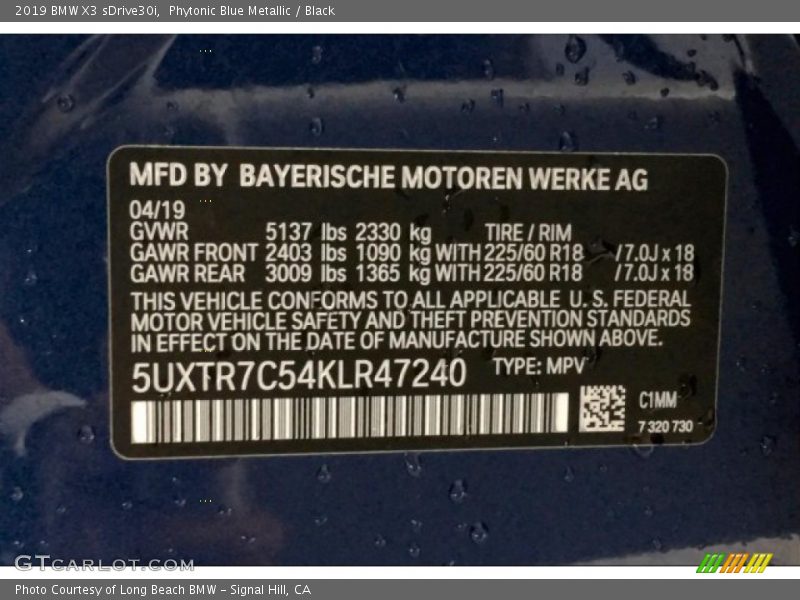 2019 BMW X3 sDrive30i,  Phytonic Blue Metallic / Black
MFD BY BAYERISCHE MOTOREN WERKE AG
04/19
GVWR 5137 lbs 2330 kg TIRE / RIM
GAWR FRONT 2403 lbs 1090 kg WITH 225/60 R18 /7.0J x 18
GAWR REAR 3009 lbs 1365 kg WITH 225/60 R18 /7.0J x 18
THIS VEHICLE CONFORMS TO ALL APPLICABLE U. S. FEDERAL
MOTOR VEHICLE SAFETY AND THEFT PREVENTION STANDARDS
IN EFFECT ON THE DATE OF MANUFACTURE SHOWN ABOVE.
5UXTR7C54KLR47240 TYPE: MPV
C1MM
7 320 730
GTCARLOT.COM
Photo Courtesy of Long Beach BMW - Signal Hill, CA